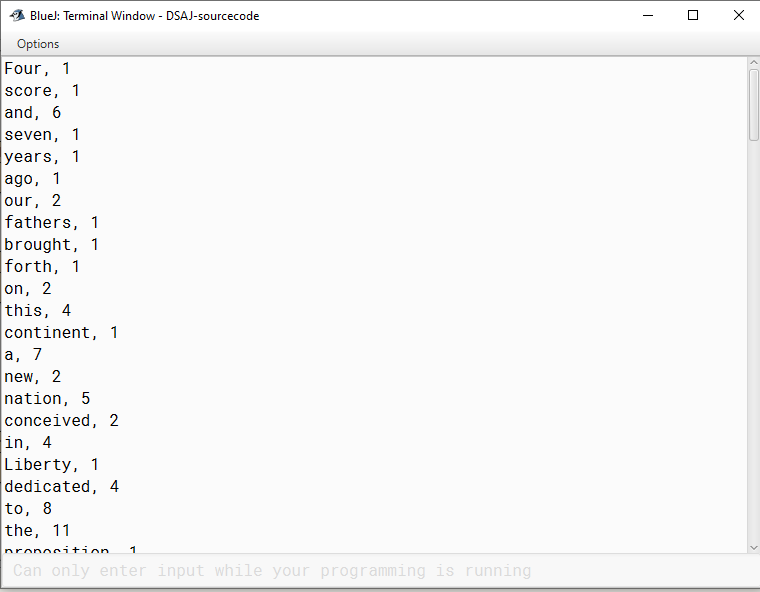 BlueJ: Terminal Window - DSAJ-sourcecode
Options
Four, 1
score, 1
and, 6
seven, 1
years, 1
ago, 1
our, 2
fathers, 1
brought, 1
forth, 1
on, 2
this, 4
continent, 1
a, 7
new, 2
nation, 5
conceived, 2
in, 4
Liberty, 1
dedicated, 4
to, 8
the, 11
proposition, 1
Can only enter input while your programming is running